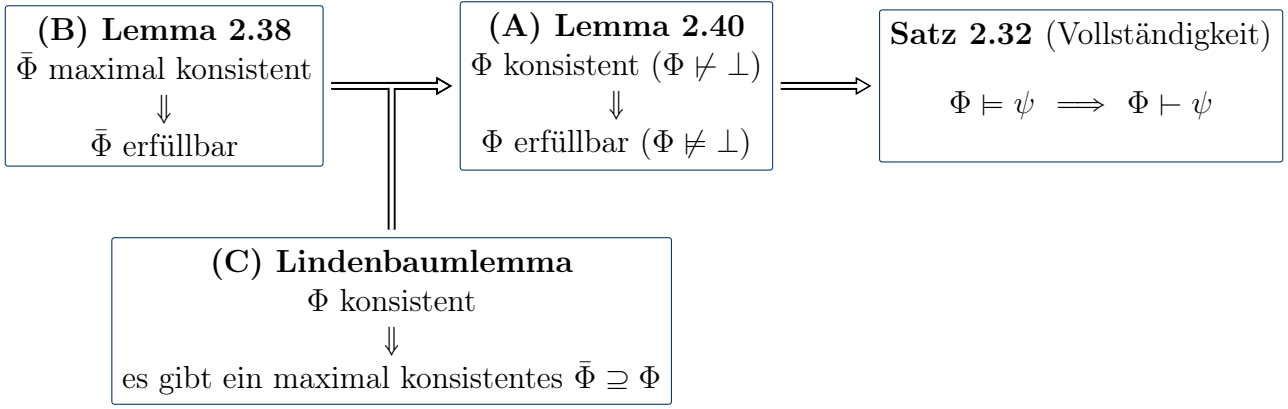 (B) Lemma 2.38
Φ̄ maximal konsistent
⇓
Φ̄ erfüllbar
(A) Lemma 2.40
Φ konsistent (Φ ⊬ ⊥)
⇓
Φ erfüllbar (Φ ⊭ ⊥)
Satz 2.32 (Vollständigkeit)
Φ ⊨ ψ ⟹ Φ ⊢ ψ
(C) Lindenbaumlemma
Φ konsistent
⇓
es gibt ein maximal konsistentes Φ̄ ⊇ Φ